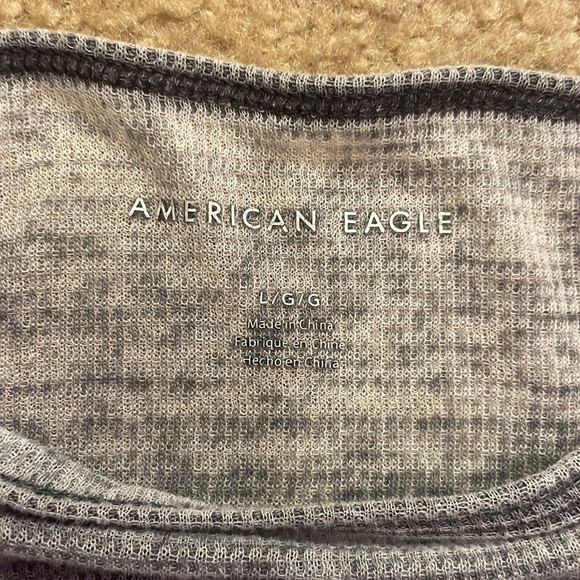 AMERICAN EAGLE
L/G/G
Made in China
Fabriqué en Chine
Hecho en China